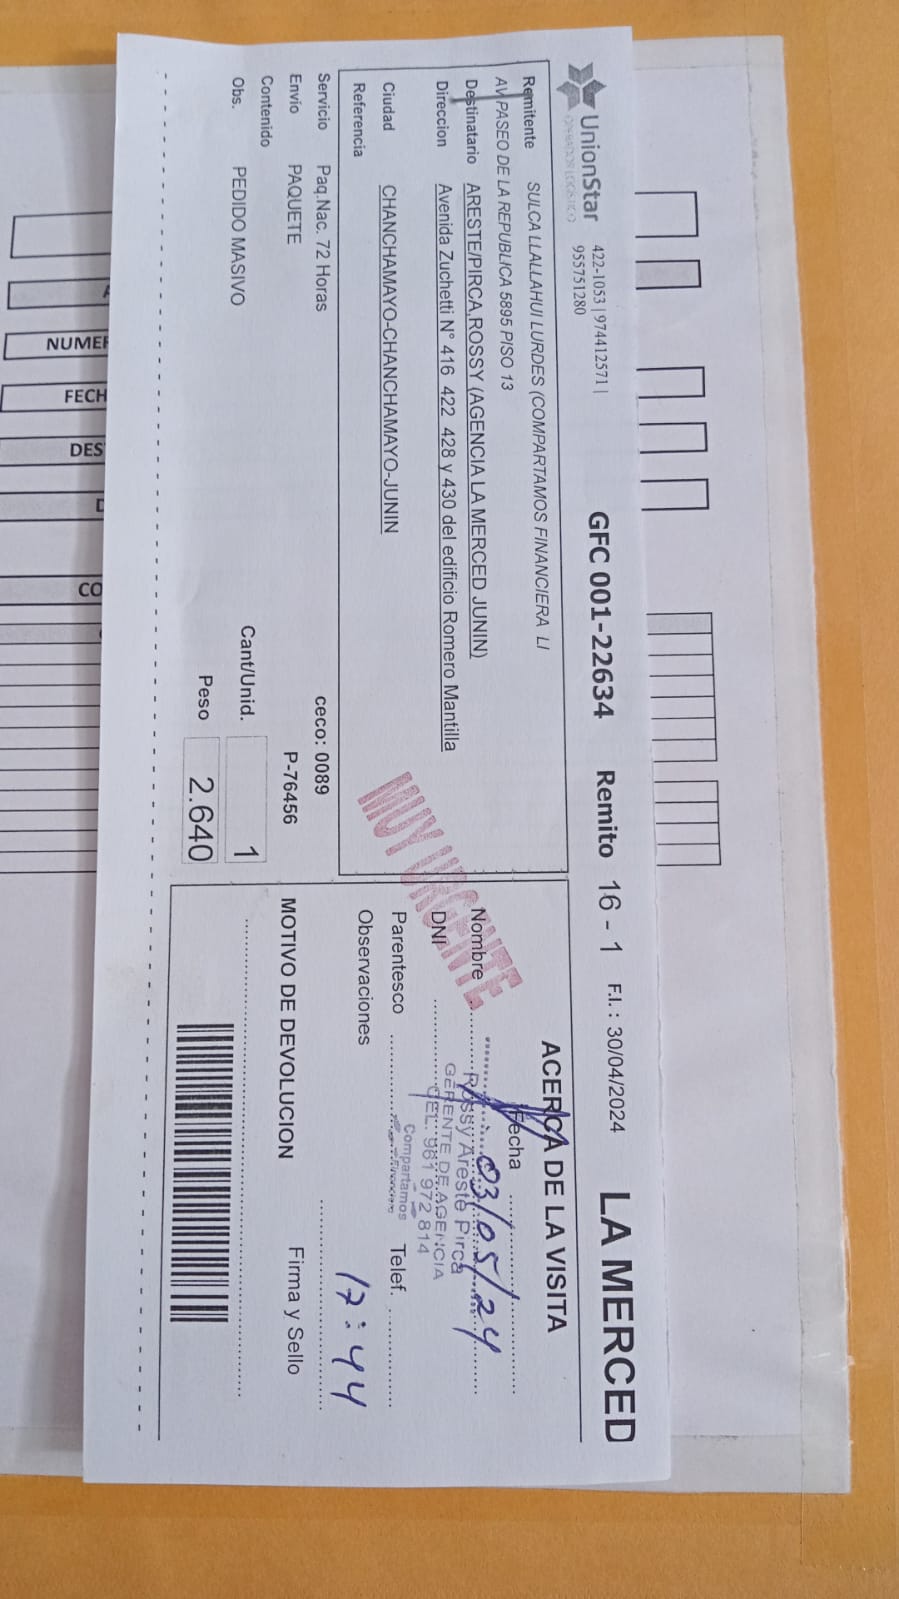 UnionStar
OPERADOR LOGISTICO
422-1053 | 974412571 |
955751280
GFC 001-22634 Remito 16 - 1 F.I. : 30/04/2024 LA MERCED
Remitente SULCA LLALLAHUI LURDES (COMPARTAMOS FINANCIERA LI
AV PASEO DE LA REPUBLICA 5895 PISO 13
Destinatario ARESTE/PIRCA,ROSSY (AGENCIA LA MERCED JUNIN)
Direccion Avenida Zuchetti N° 416 422 428 y 430 del edificio Romero Mantilla
Ciudad CHANCHAMAYO-CHANCHAMAYO-JUNIN
Referencia
Servicio Paq.Nac. 72 Horas ceco: 0089
Envio PAQUETE P-76456
Contenido
Obs. PEDIDO MASIVO
Cant/Unid. 1
Peso 2.640
MUY URGENTE
ACERCA DE LA VISITA
Fecha
03/05/24
Nombre
DNI
Parentesco Telef.
Observaciones
17:44
Rossy Areste Pirca
GERENTE DE AGENCIA
CEL: 981 972 814
Compartamos
Financiera
MOTIVO DE DEVOLUCION Firma y Sello
NUMER
FECH
DES
CO